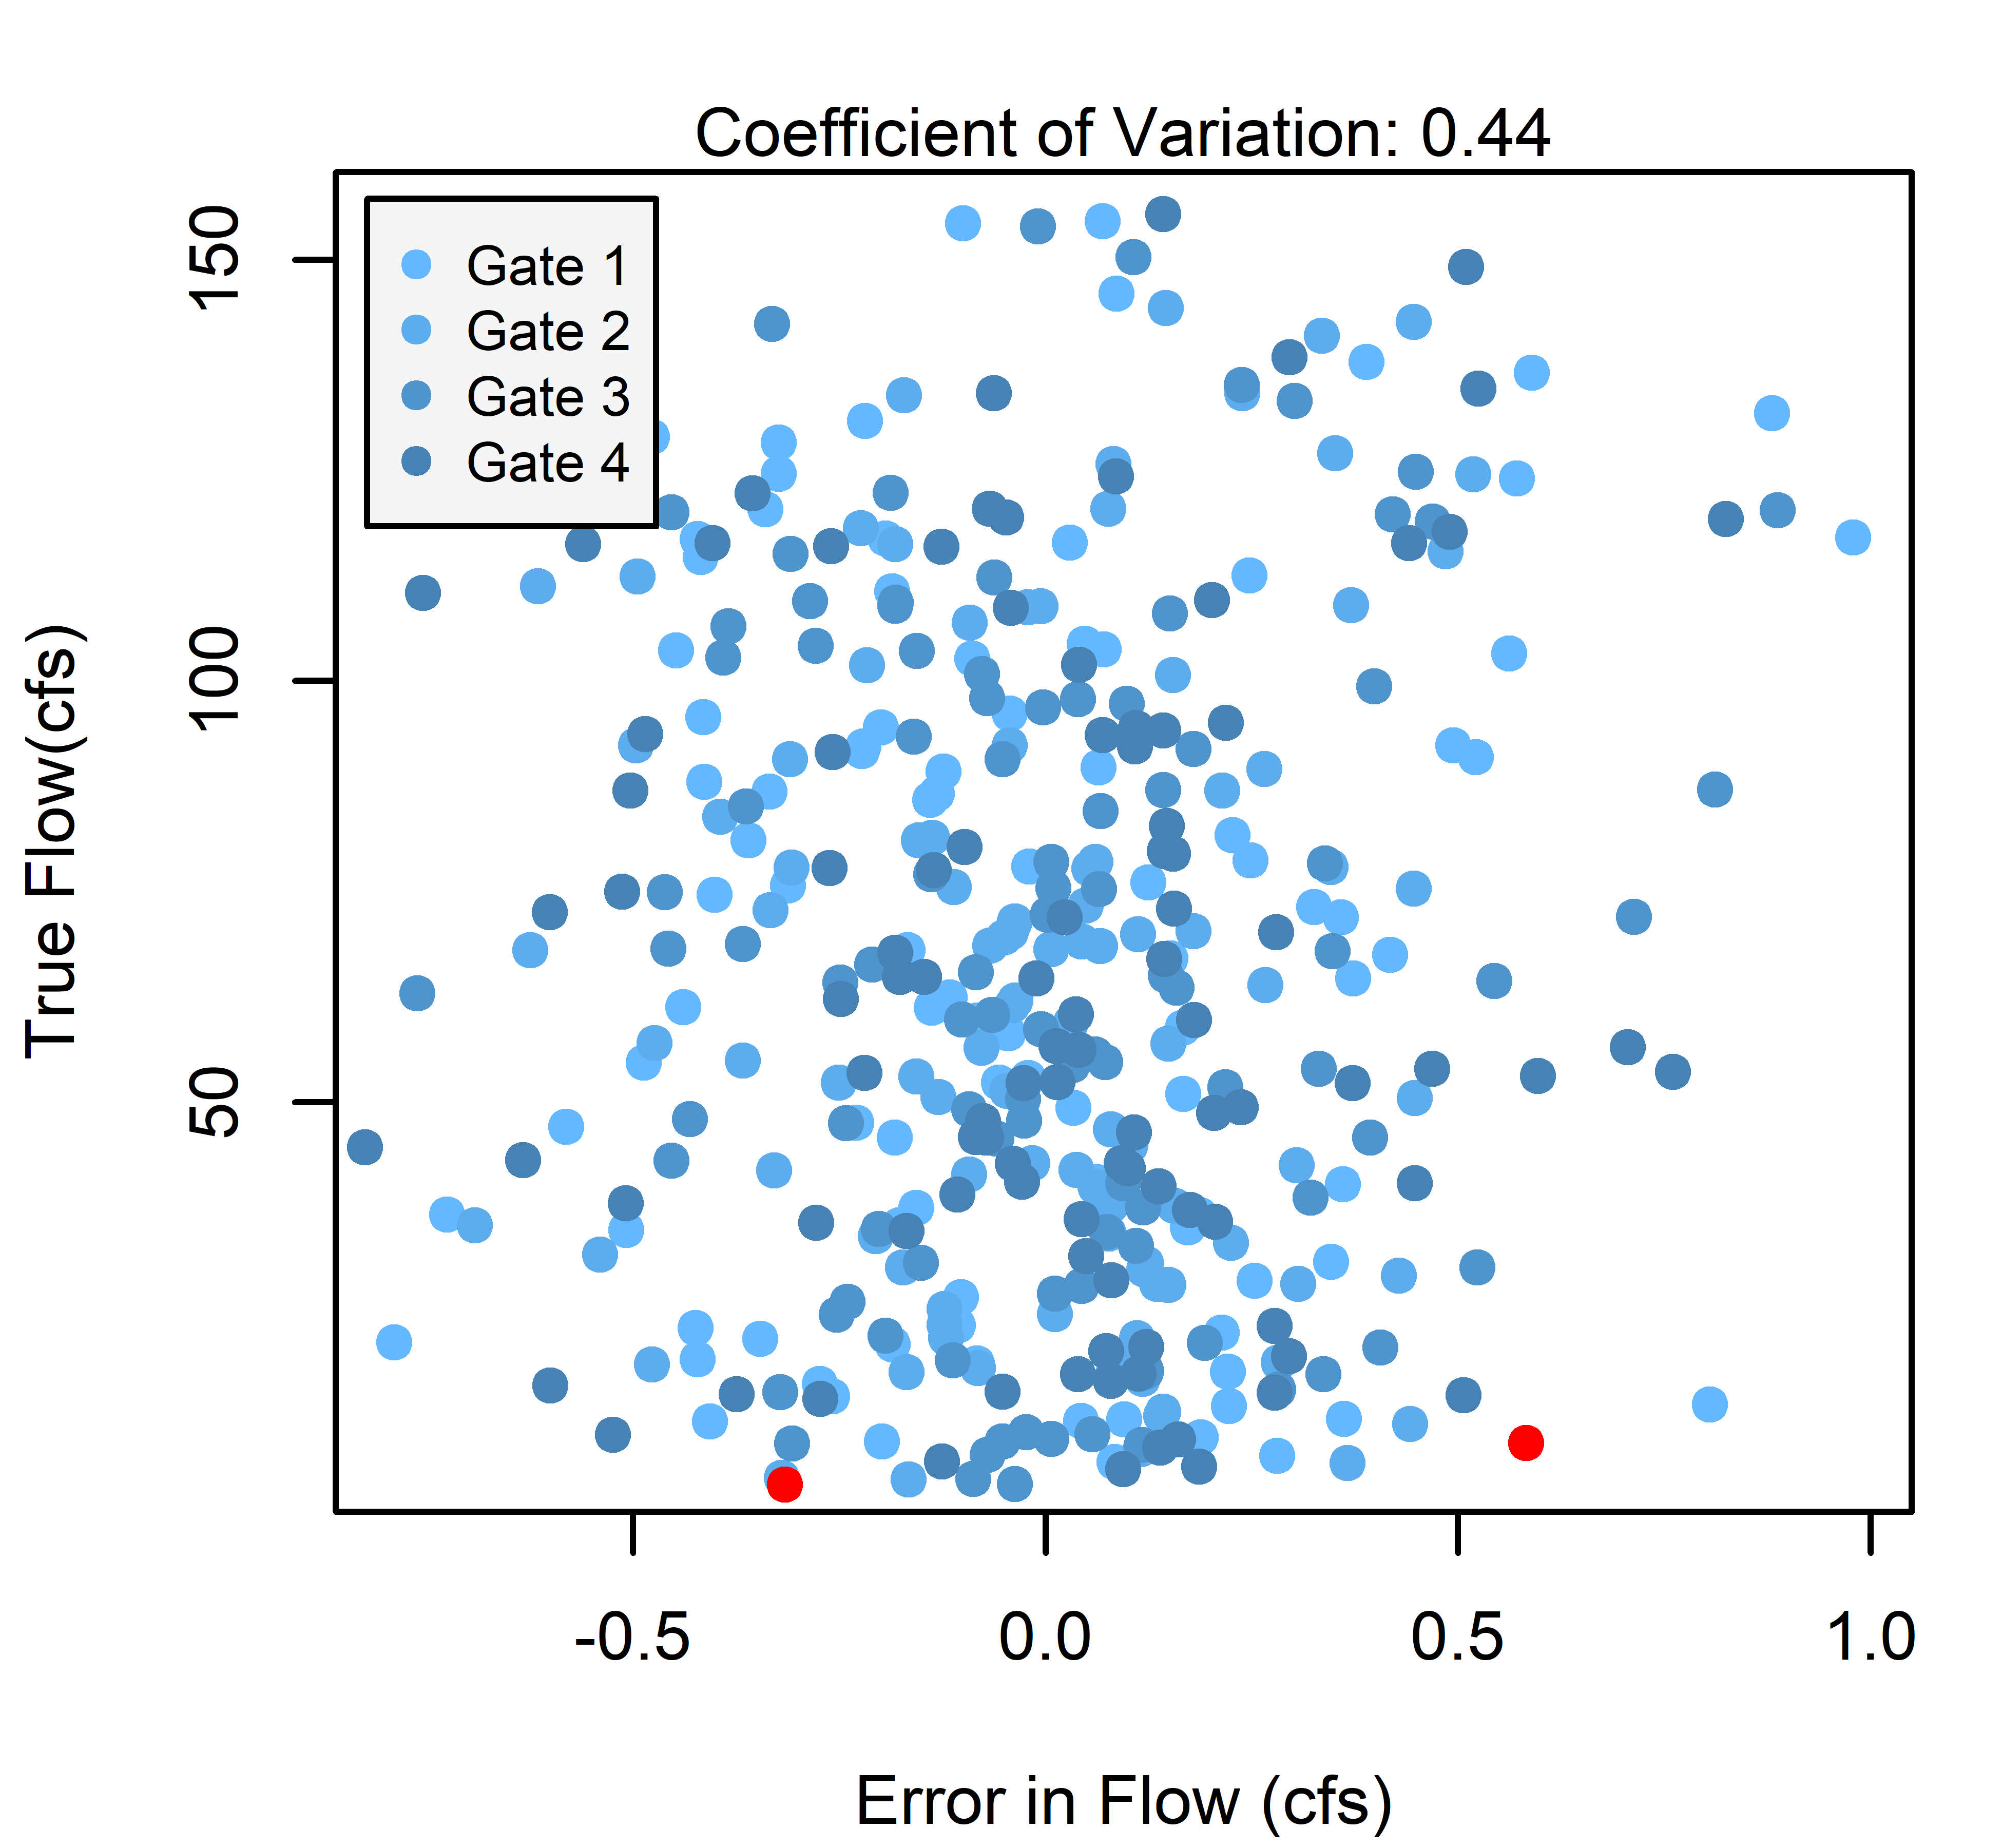 Coefficient of Variation: 0.44
Gate 1
Gate 2
Gate 3
Gate 4
150
100
50
True Flow(cfs)
-0.5 0.0 0.5 1.0
Error in Flow (cfs)